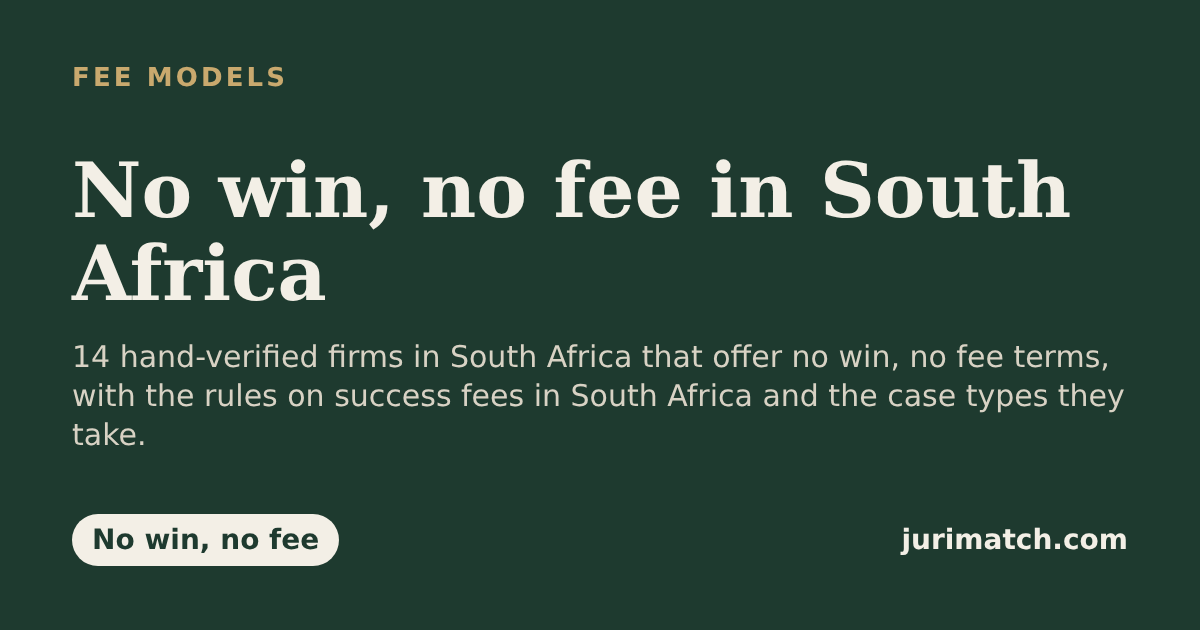 FEE MODELS
No win, no fee in South
Africa
14 hand-verified firms in South Africa that offer no win, no fee terms,
with the rules on success fees in South Africa and the case types they
take.
No win, no fee
jurimatch.com